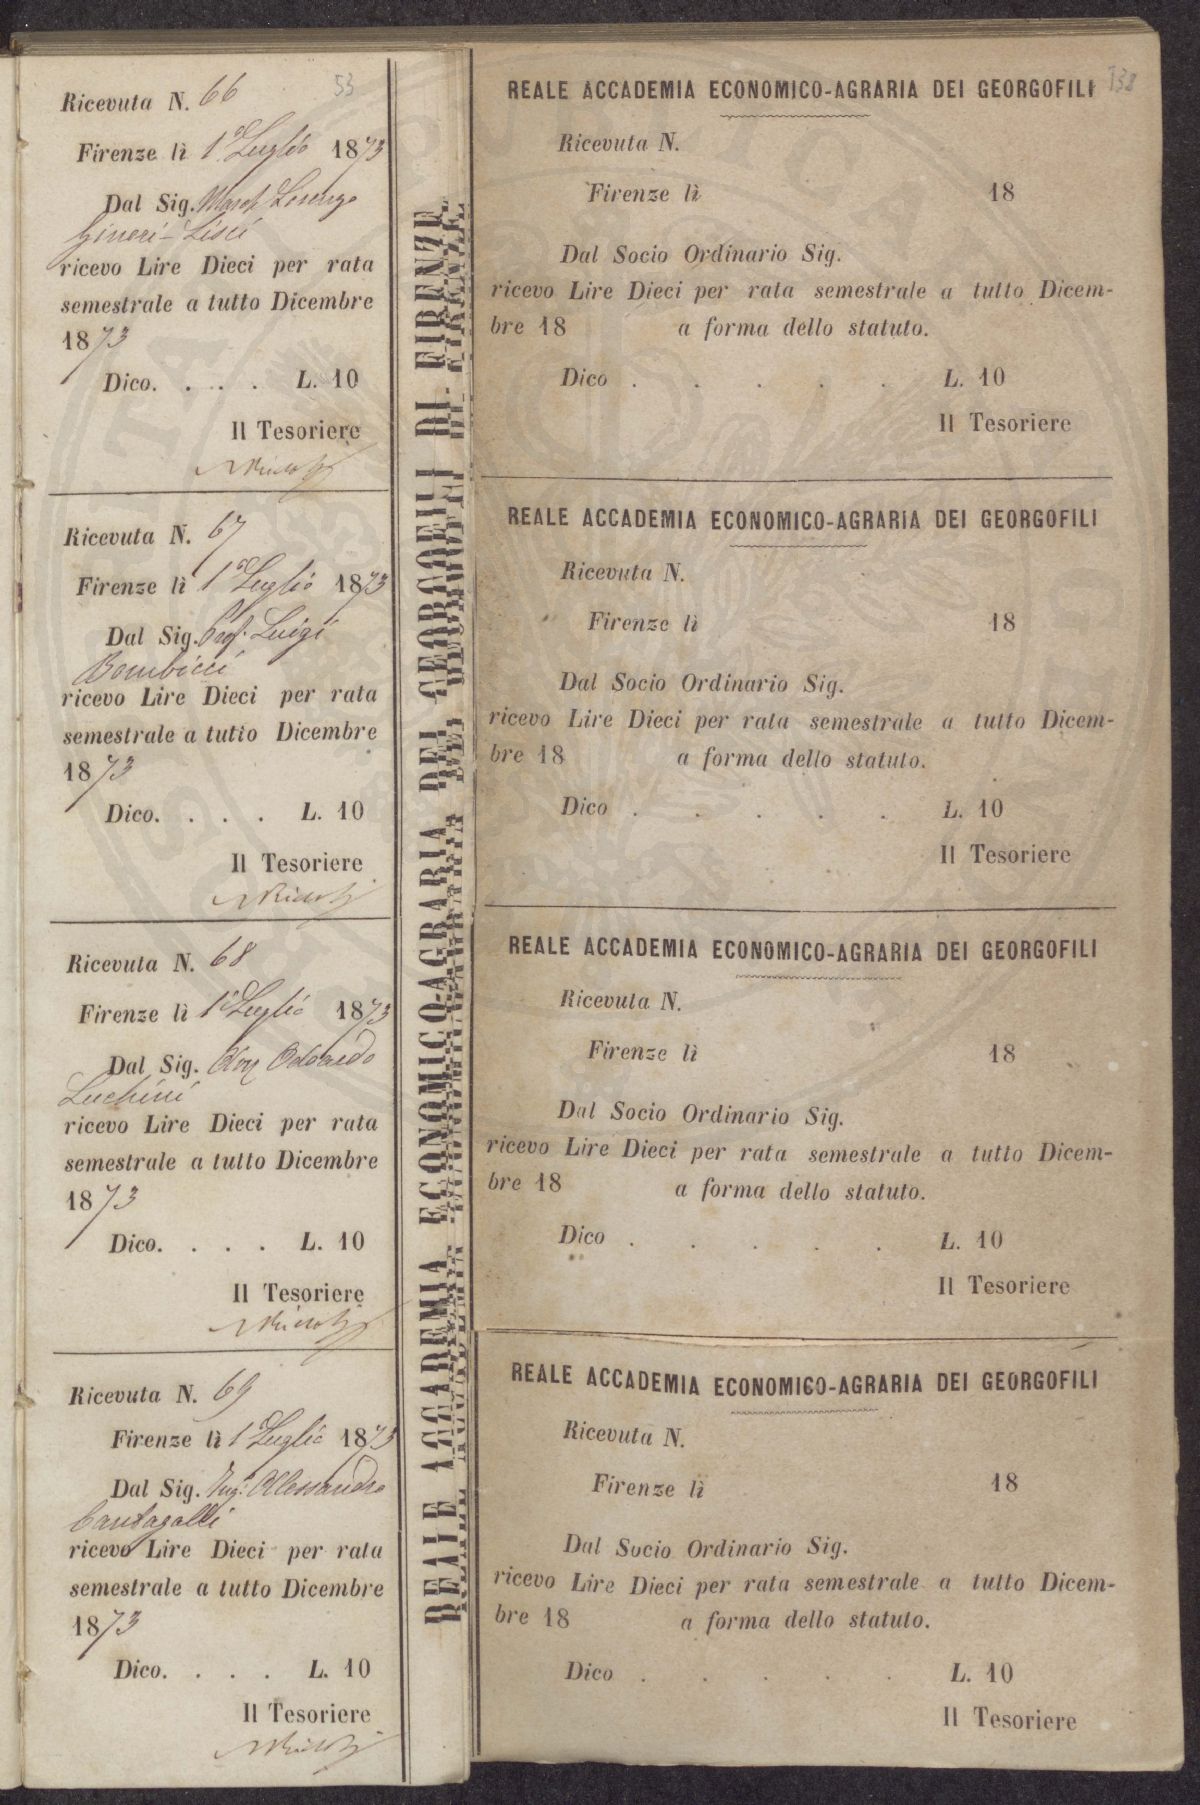 53
Ricevuta N. 66
Firenze lì 1° Luglio 1873
Dal Sig. March Lorenzo
Ginori-Lisci
ricevo Lire Dieci per rata
semestrale a tutto Dicembre
1873
Dico. . . . L. 10
Il Tesoriere
Ricevuta N. 67
Firenze lì 1° Luglio 1873
Dal Sig. Prof. Luigi
Bombicci
ricevo Lire Dieci per rata
semestrale a tutto Dicembre
1873
Dico. . . . L. 10
Il Tesoriere
Ricevuta N. 68
Firenze lì 1° Luglio 1873
Dal Sig. Odoardo
Luchini
ricevo Lire Dieci per rata
semestrale a tutto Dicembre
1873
Dico. . . . L. 10
Il Tesoriere
Ricevuta N. 69
Firenze lì 1° Luglio 1873
Dal Sig. Ing. Alessandro
Cantagalli
ricevo Lire Dieci per rata
semestrale a tutto Dicembre
1873
Dico. . . . L. 10
Il Tesoriere
REALE ACCADEMIA ECONOMICO-AGRARIA DEI GEORGOFILI DI FIRENZE
138
REALE ACCADEMIA ECONOMICO-AGRARIA DEI GEORGOFILI
Ricevuta N.
Firenze lì 18
Dal Socio Ordinario Sig.
ricevo Lire Dieci per rata semestrale a tutto Dicem-
bre 18 a forma dello statuto.
Dico . . . . . L. 10
Il Tesoriere
REALE ACCADEMIA ECONOMICO-AGRARIA DEI GEORGOFILI
Ricevuta N.
Firenze lì 18
Dal Socio Ordinario Sig.
ricevo Lire Dieci per rata semestrale a tutto Dicem-
bre 18 a forma dello statuto.
Dico . . . . . L. 10
Il Tesoriere
REALE ACCADEMIA ECONOMICO-AGRARIA DEI GEORGOFILI
Ricevuta N.
Firenze lì 18
Dal Socio Ordinario Sig.
ricevo Lire Dieci per rata semestrale a tutto Dicem-
bre 18 a forma dello statuto.
Dico . . . . . L. 10
Il Tesoriere
REALE ACCADEMIA ECONOMICO-AGRARIA DEI GEORGOFILI
Ricevuta N.
Firenze lì 18
Dal Socio Ordinario Sig.
ricevo Lire Dieci per rata semestrale a tutto Dicem-
bre 18 a forma dello statuto.
Dico . . . . . L. 10
Il Tesoriere